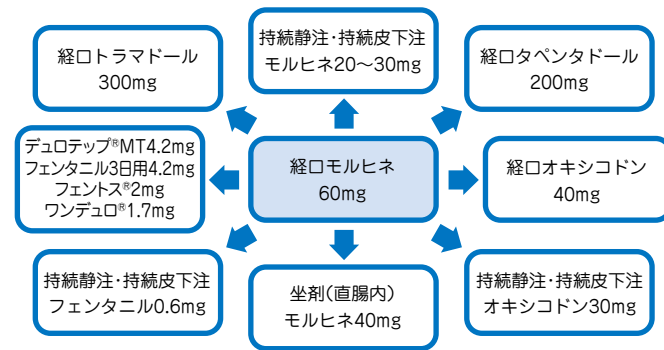 経口トラマドール
300mg
持続静注・持続皮下注
モルヒネ20～30mg
経口タペンタドール
200mg
デュロテップ®MT4.2mg
フェンタニル3日用4.2mg
フェントス®2mg
ワンデュロ®1.7mg
経口モルヒネ
60mg
経口オキシコドン
40mg
持続静注・持続皮下注
フェンタニル0.6mg
坐剤(直腸内)
モルヒネ40mg
持続静注・持続皮下注
オキシコドン30mg